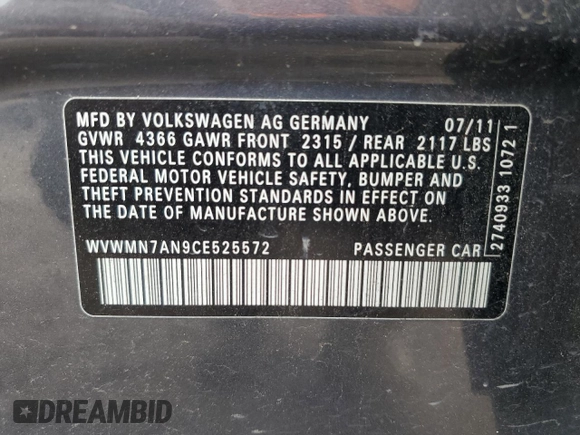 MFD BY VOLKSWAGEN AG GERMANY 07/11
GVWR 4366 GAWR FRONT 2315 / REAR 2117 LBS
THIS VEHICLE CONFORMS TO ALL APPLICABLE U.S.
FEDERAL MOTOR VEHICLE SAFETY, BUMPER AND
THEFT PREVENTION STANDARDS IN EFFECT ON
THE DATE OF MANUFACTURE SHOWN ABOVE.
WVWMN7AN9CE525572 PASSENGER CAR
2740933 1072 1
DREAMBID